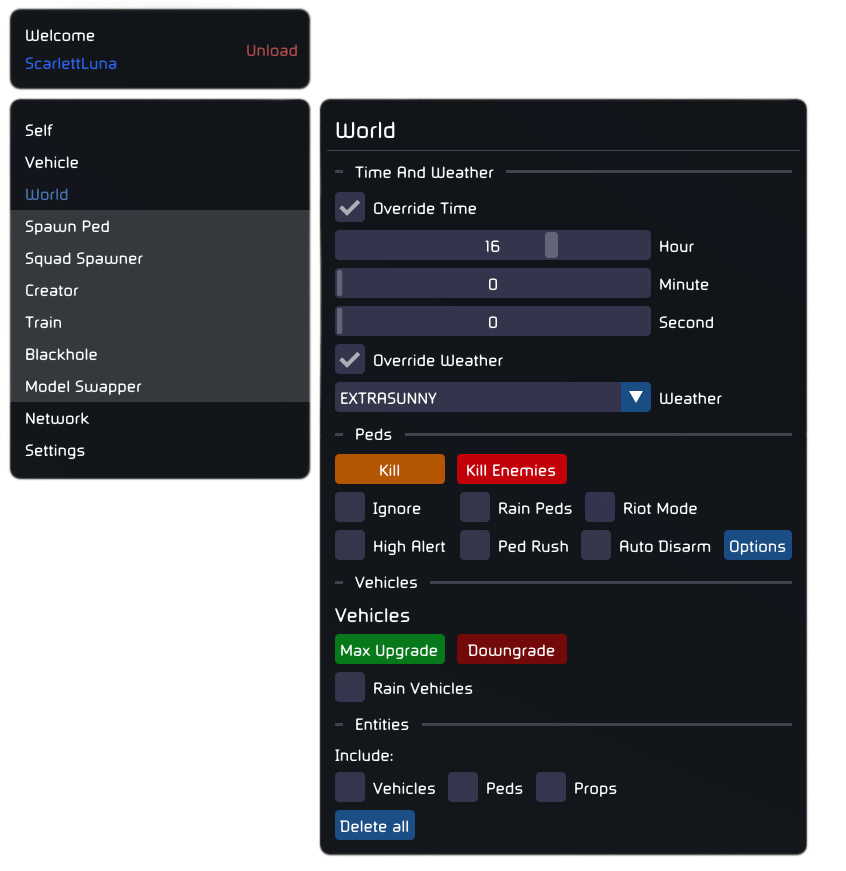 Welcome
ScarlettLuna
Unload
Self
Vehicle
World
Spawn Ped
Squad Spawner
Creator
Train
Blackhole
Model Swapper
Network
Settings
World
Time And Weather
Override Time
16 Hour
0 Minute
0 Second
Override Weather
EXTRASUNNY Weather
Peds
Kill Kill Enemies
Ignore Rain Peds Riot Mode
High Alert Ped Rush Auto Disarm Options
Vehicles
Vehicles
Max Upgrade Downgrade
Rain Vehicles
Entities
Include:
Vehicles Peds Props
Delete all